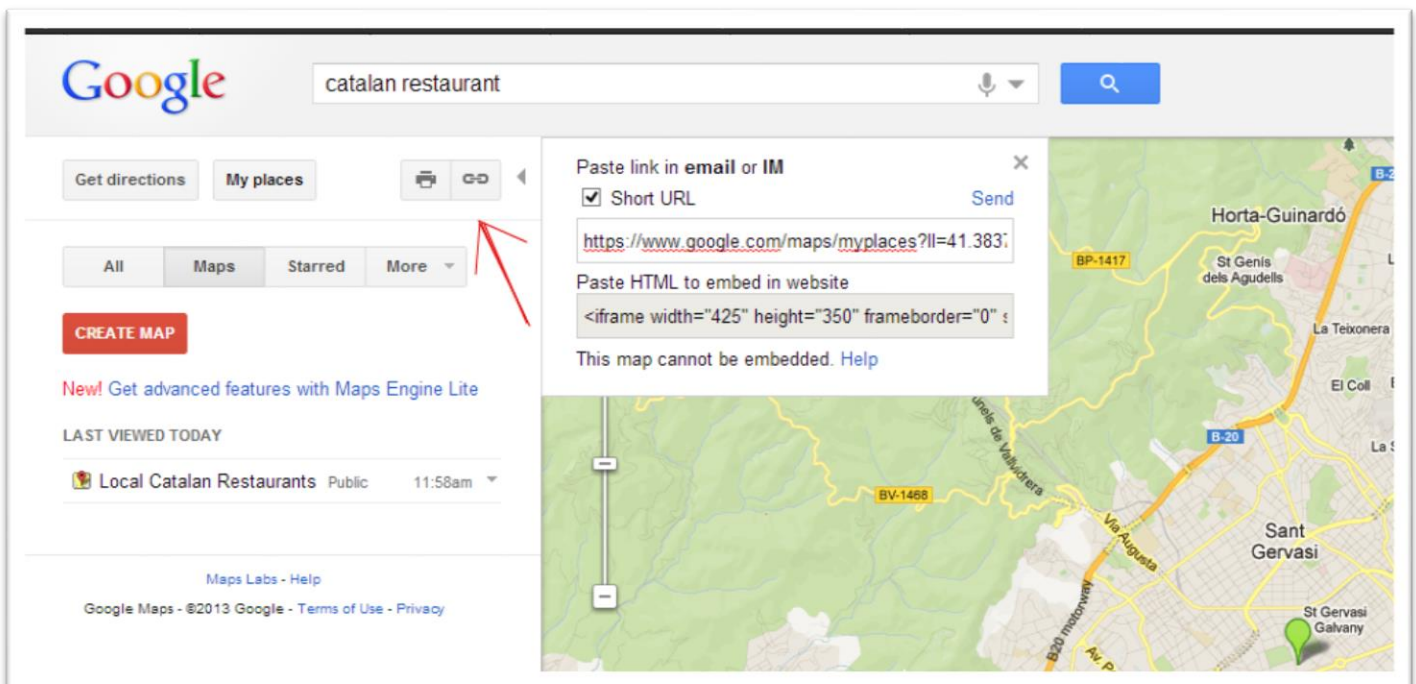 Google
catalan restaurant
Get directions
My places
All
Maps
Starred
More
CREATE MAP
New! Get advanced features with Maps Engine Lite
LAST VIEWED TODAY
Local Catalan Restaurants Public 11:58am
Maps Labs - Help
Google Maps - ©2013 Google - Terms of Use - Privacy
Paste link in email or IM
Short URL
Send
https://www.google.com/maps/myplaces?ll=41.383
Paste HTML to embed in website
<iframe width="425" height="350" frameborder="0"
This map cannot be embedded. Help
Horta-Guinardó
BP-1417
St Genís
dels Agudells
La Teixonera
El Coll
B-20
BV-1468
Vallvidrera
Via Augusta
Sant
Gervasi
B20 motorway
St Gervasi
Galvany